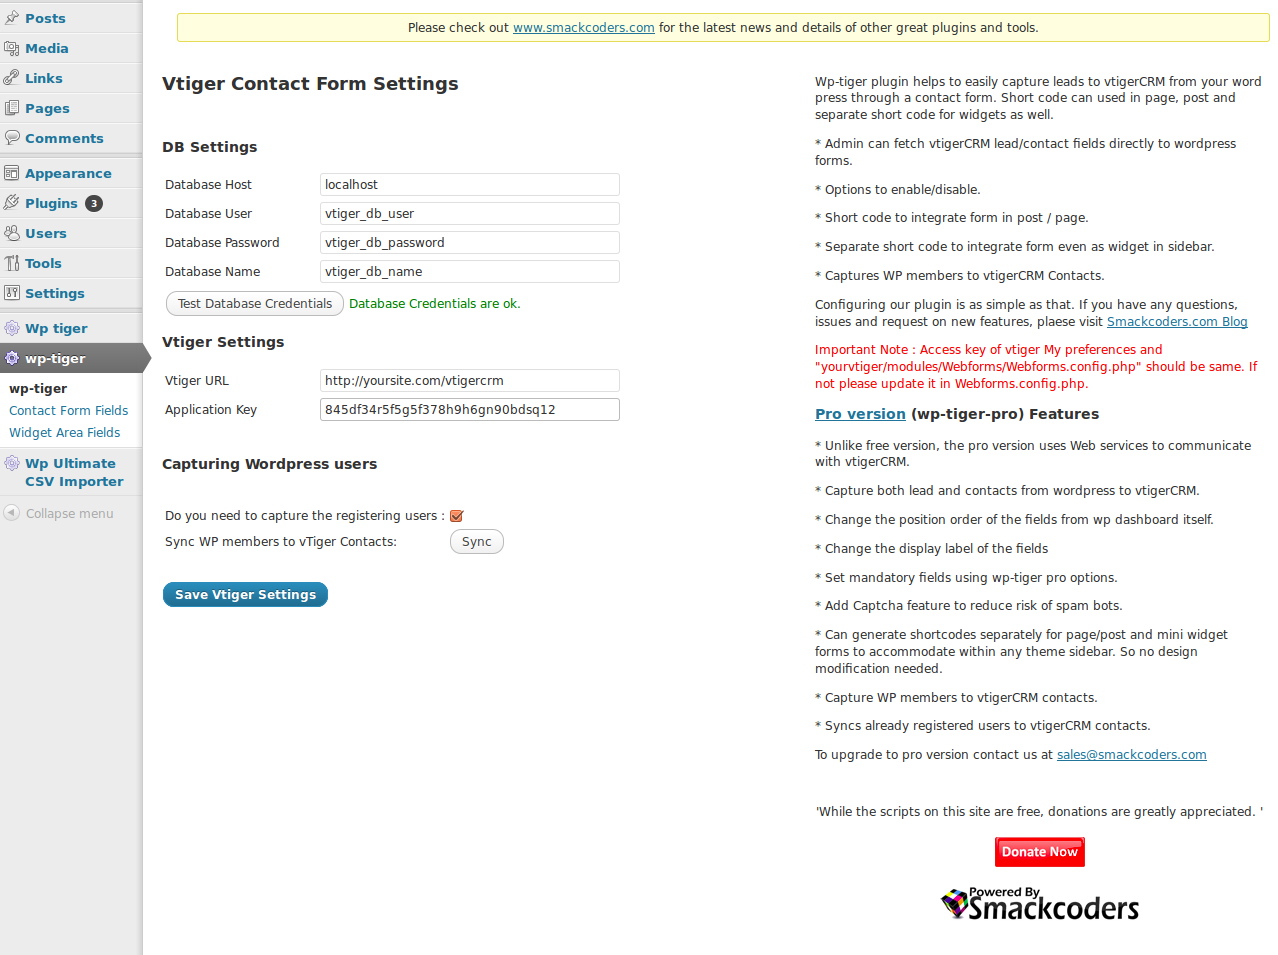 Posts
Media
Links
Pages
Comments
Appearance
Plugins 3
Users
Tools
Settings
Wp tiger
wp-tiger
wp-tiger
Contact Form Fields
Widget Area Fields
Wp Ultimate
CSV Importer
Collapse menu
Please check out www.smackcoders.com for the latest news and details of other great plugins and tools.
Vtiger Contact Form Settings
DB Settings
Database Host localhost
Database User vtiger_db_user
Database Password vtiger_db_password
Database Name vtiger_db_name
Test Database Credentials Database Credentials are ok.
Vtiger Settings
Vtiger URL http://yoursite.com/vtigercrm
Application Key 845df34r5f5g5f378h9h6gn90bdsq12
Capturing Wordpress users
Do you need to capture the registering users :
Sync WP members to vTiger Contacts: Sync
Save Vtiger Settings
Wp-tiger plugin helps to easily capture leads to vtigerCRM from your word
press through a contact form. Short code can used in page, post and
separate short code for widgets as well.
* Admin can fetch vtigerCRM lead/contact fields directly to wordpress
forms.
* Options to enable/disable.
* Short code to integrate form in post / page.
* Separate short code to integrate form even as widget in sidebar.
* Captures WP members to vtigerCRM Contacts.
Configuring our plugin is as simple as that. If you have any questions,
issues and request on new features, plaese visit Smackcoders.com Blog
Important Note : Access key of vtiger My preferences and
"yourvtiger/modules/Webforms/Webforms.config.php" should be same. If
not please update it in Webforms.config.php.
Pro version (wp-tiger-pro) Features
* Unlike free version, the pro version uses Web services to communicate
with vtigerCRM.
* Capture both lead and contacts from wordpress to vtigerCRM.
* Change the position order of the fields from wp dashboard itself.
* Change the display label of the fields
* Set mandatory fields using wp-tiger pro options.
* Add Captcha feature to reduce risk of spam bots.
* Can generate shortcodes separately for page/post and mini widget
forms to accommodate within any theme sidebar. So no design
modification needed.
* Capture WP members to vtigerCRM contacts.
* Syncs already registered users to vtigerCRM contacts.
To upgrade to pro version contact us at sales@smackcoders.com
'While the scripts on this site are free, donations are greatly appreciated. '
Donate Now
Powered By
Smackcoders